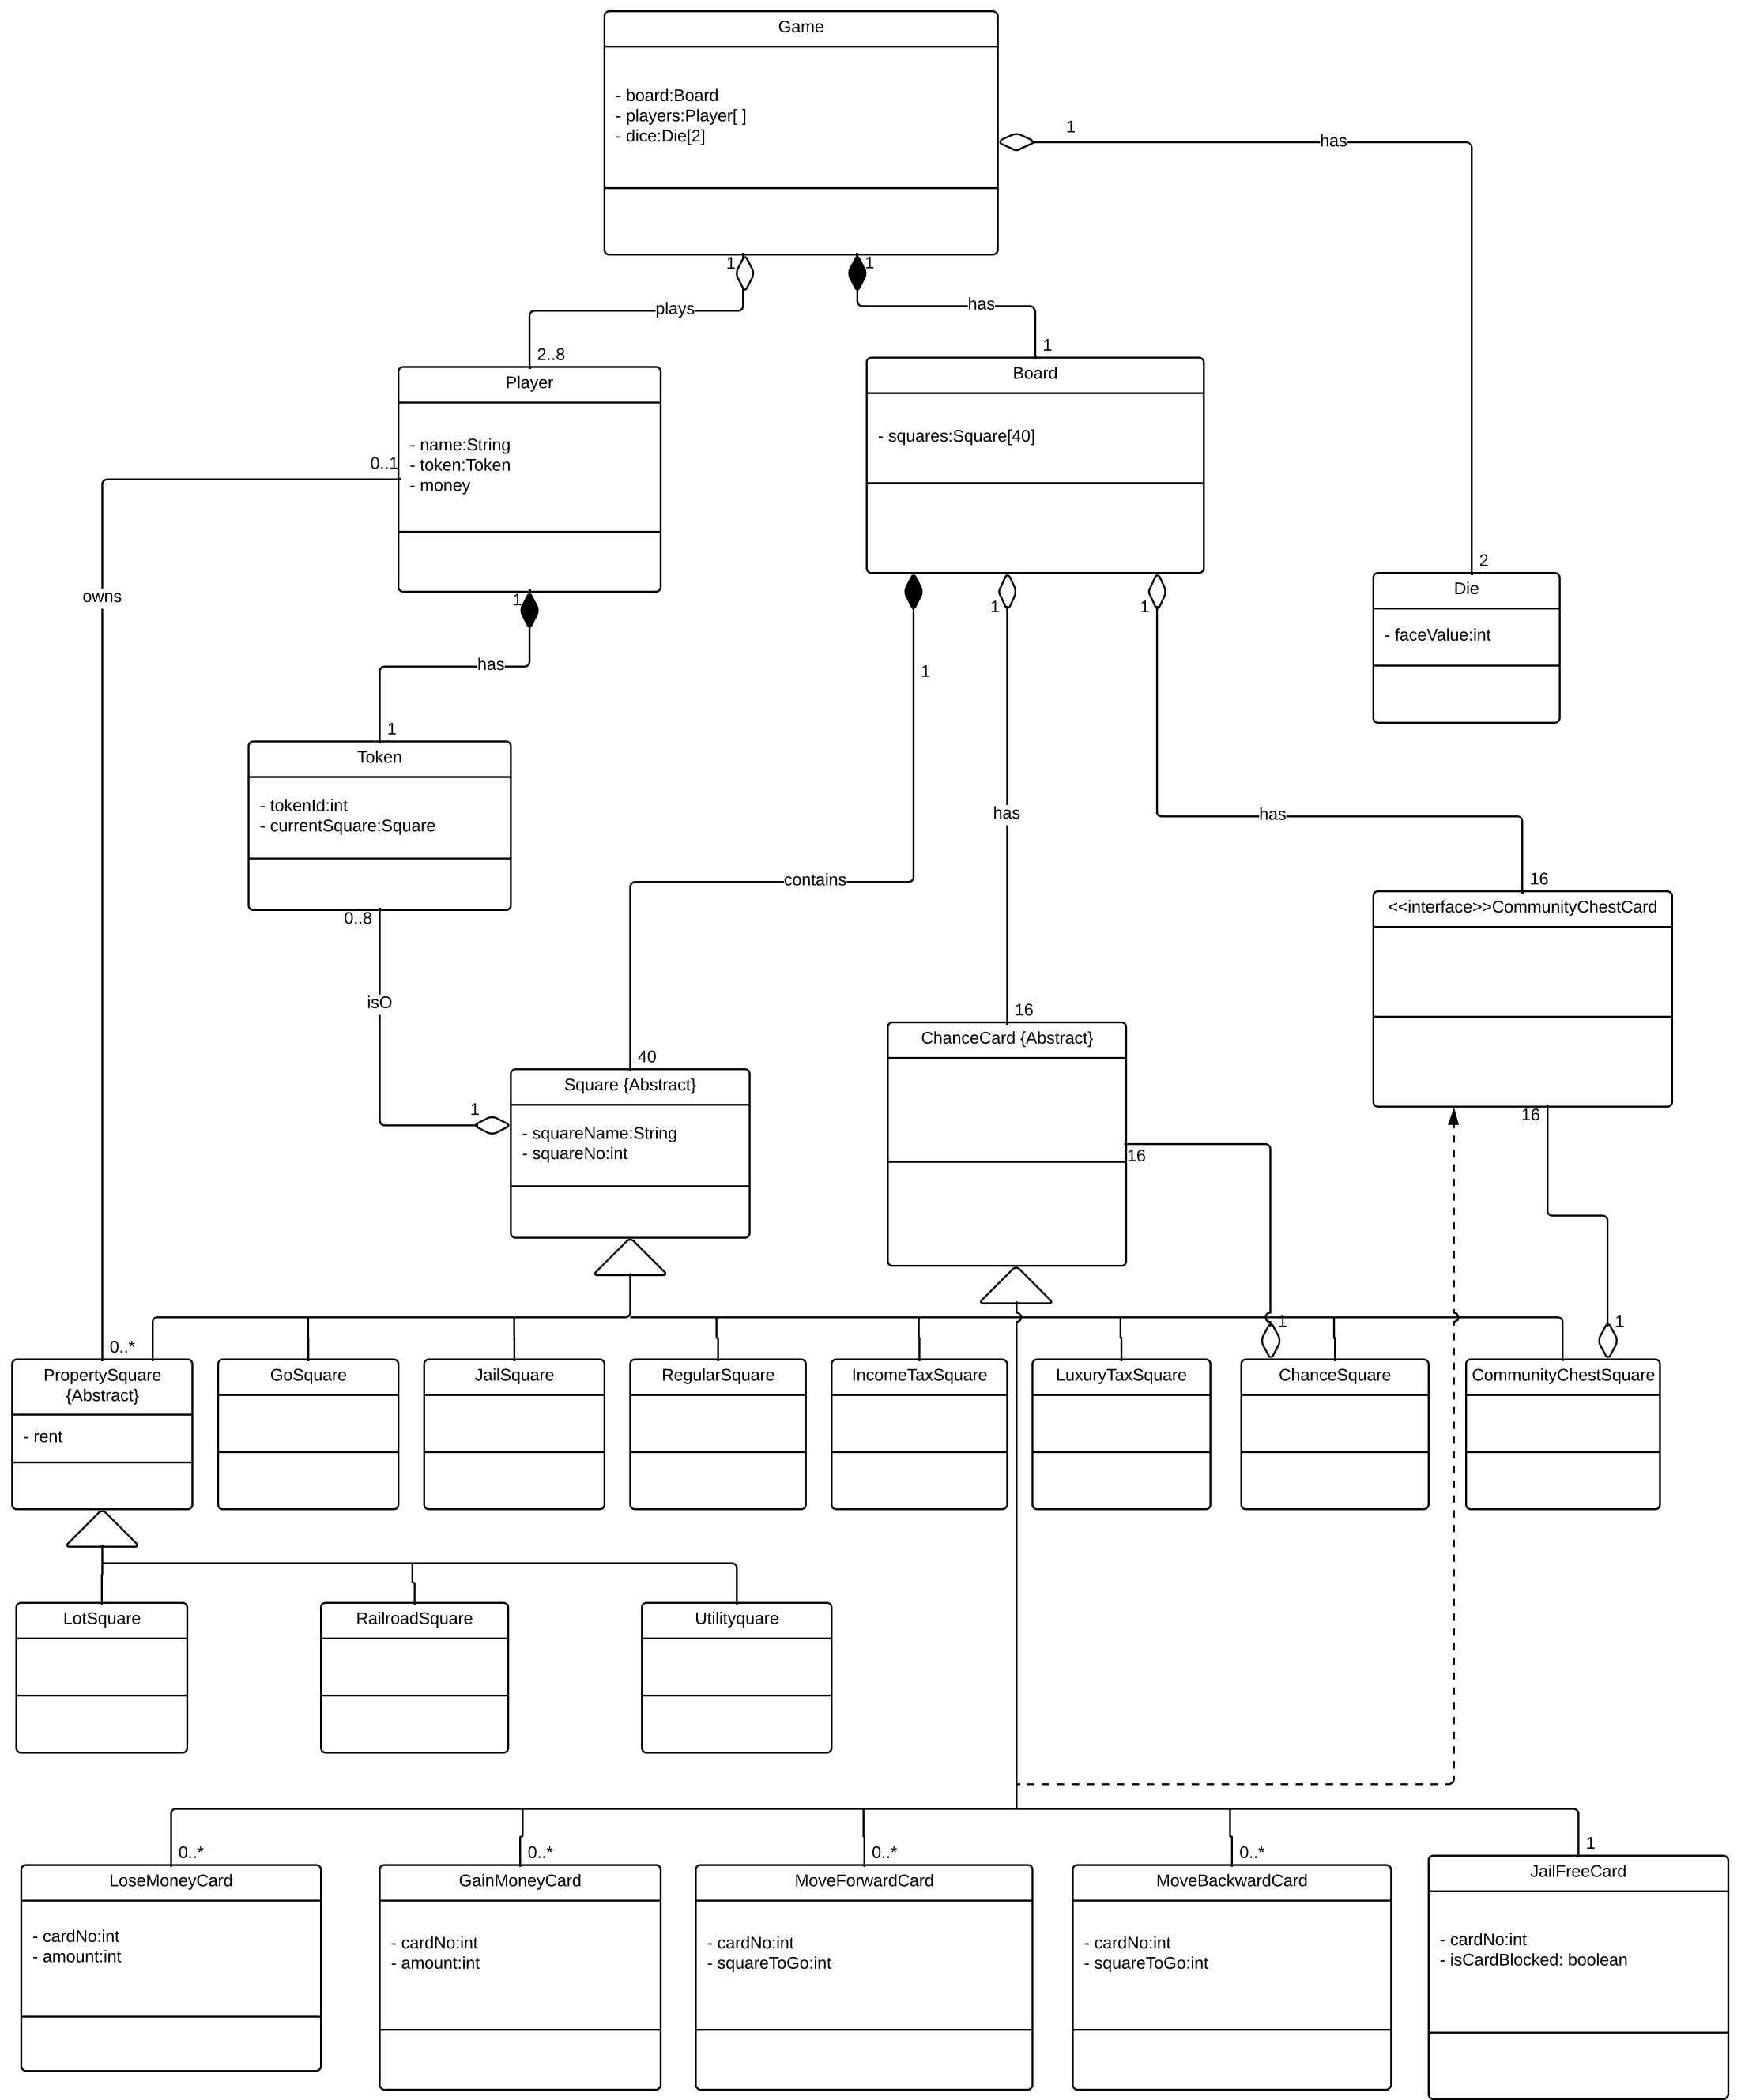 Game
- board:Board
- players:Player[ ]
- dice:Die[2]
1
has
1
1
plays
has
2..8
1
Player
- name:String
- token:Token
- money
0..1
Board
- squares:Square[40]
2
Die
- faceValue:int
owns
1
1
1
1
has
1
Token
- tokenId:int
- currentSquare:Square
has
has
contains
16
<<interface>>CommunityChestCard
0..8
isO
16
ChanceCard {Abstract}
40
Square {Abstract}
- squareName:String
- squareNo:int
1
16
16
1
1
0..*
PropertySquare
{Abstract}
- rent
GoSquare
JailSquare
RegularSquare
IncomeTaxSquare
LuxuryTaxSquare
ChanceSquare
CommunityChestSquare
LotSquare
RailroadSquare
Utilityquare
0..*
0..*
0..*
0..*
1
LoseMoneyCard
- cardNo:int
- amount:int
GainMoneyCard
- cardNo:int
- amount:int
MoveForwardCard
- cardNo:int
- squareToGo:int
MoveBackwardCard
- cardNo:int
- squareToGo:int
JailFreeCard
- cardNo:int
- isCardBlocked: boolean